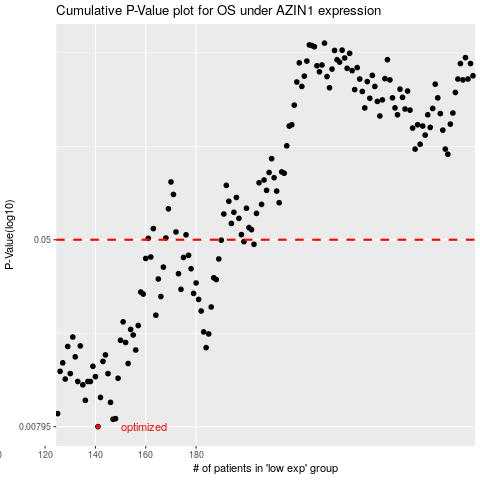 Cumulative P-Value plot for OS under AZIN1 expression
P-Value(log10)
0.05
0.00795
optimized
0 120 140 160 180
# of patients in 'low exp' group